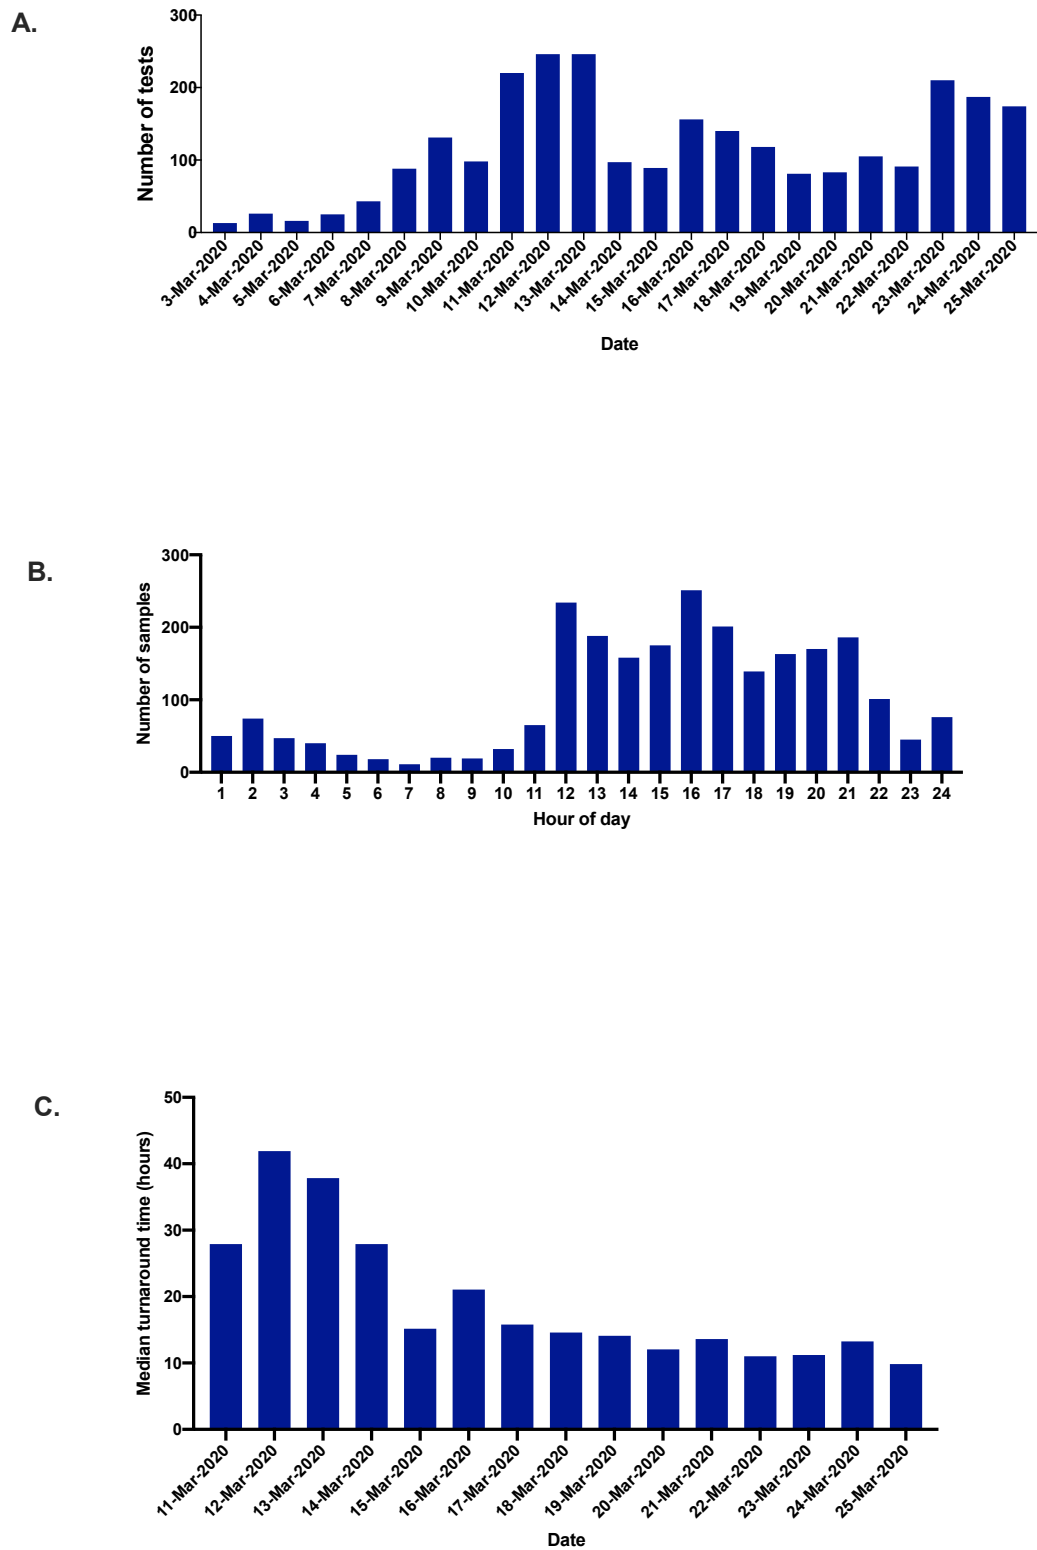 A.
Number of tests
300
200
100
0
3-Mar-2020
4-Mar-2020
5-Mar-2020
6-Mar-2020
7-Mar-2020
8-Mar-2020
9-Mar-2020
10-Mar-2020
11-Mar-2020
12-Mar-2020
13-Mar-2020
14-Mar-2020
15-Mar-2020
16-Mar-2020
17-Mar-2020
18-Mar-2020
19-Mar-2020
20-Mar-2020
21-Mar-2020
22-Mar-2020
23-Mar-2020
24-Mar-2020
25-Mar-2020
Date
B.
Number of samples
300
200
100
0
1 2 3 4 5 6 7 8 9 10 11 12 13 14 15 16 17 18 19 20 21 22 23 24
Hour of day
C.
Median turnaround time (hours)
50
40
30
20
10
0
11-Mar-2020
12-Mar-2020
13-Mar-2020
14-Mar-2020
15-Mar-2020
16-Mar-2020
17-Mar-2020
18-Mar-2020
19-Mar-2020
20-Mar-2020
21-Mar-2020
22-Mar-2020
23-Mar-2020
24-Mar-2020
25-Mar-2020
Date